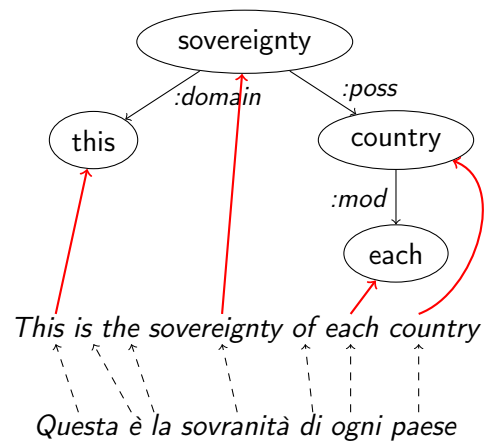 sovereignty
:domain
:poss
this
country
:mod
each
This is the sovereignty of each country
Questa è la sovranità di ogni paese